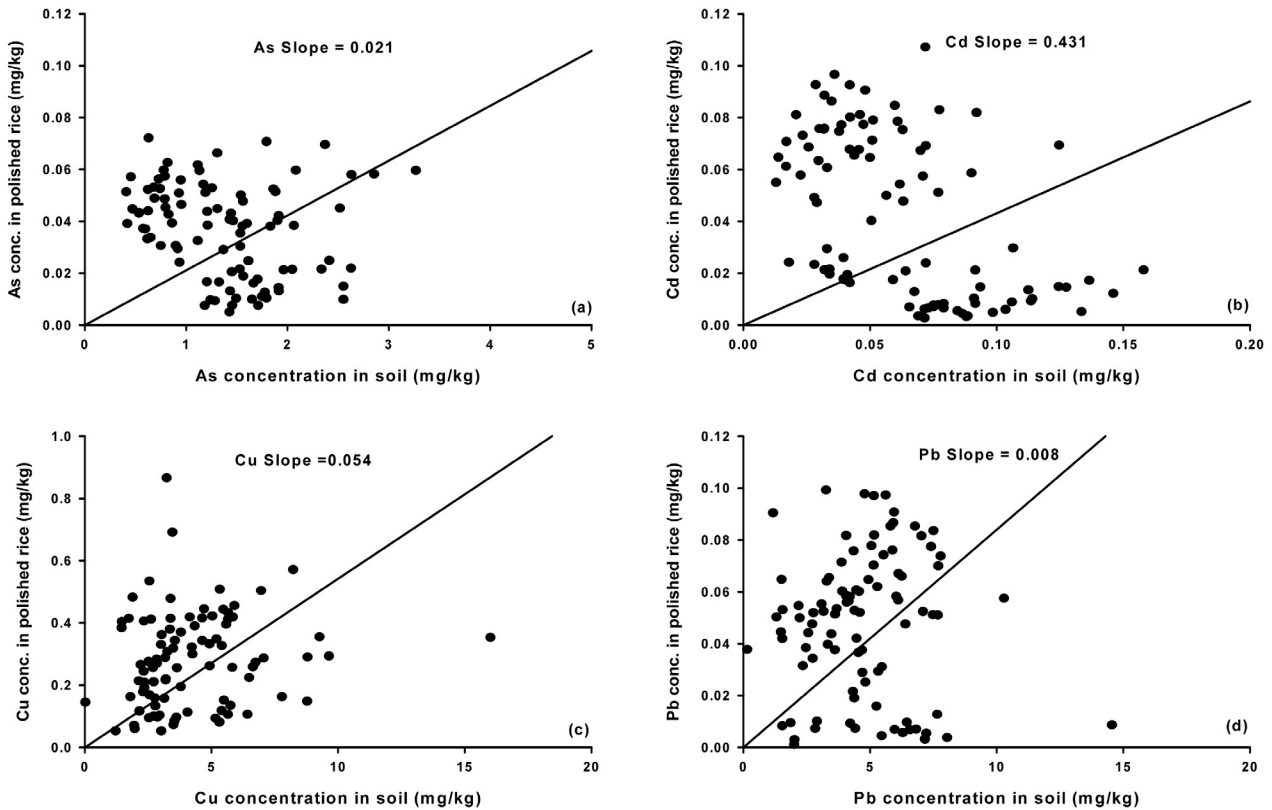 0.12
0.10
0.08
0.06
0.04
0.02
0.00
As conc. in polished rice (mg/kg)
As Slope = 0.021
(a)
0 1 2 3 4 5
As concentration in soil (mg/kg)
0.12
0.10
0.08
0.06
0.04
0.02
0.00
Cd conc. in polished rice (mg/kg)
Cd Slope = 0.431
(b)
0.00 0.05 0.10 0.15 0.20
Cd concentration in soil (mg/kg)
1.0
0.8
0.6
0.4
0.2
0.0
Cu conc. in polished rice (mg/kg)
Cu Slope =0.054
(c)
0 5 10 15 20
Cu concentration in soil (mg/kg)
0.12
0.10
0.08
0.06
0.04
0.02
0.00
Pb conc. in polished rice (mg/kg)
Pb Slope = 0.008
(d)
0 5 10 15 20
Pb concentration in soil (mg/kg)